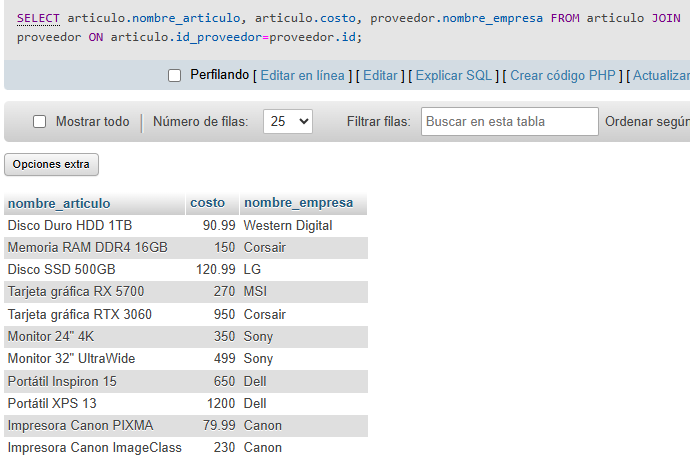 SELECT articulo.nombre_articulo, articulo.costo, proveedor.nombre_empresa FROM articulo JOIN
proveedor ON articulo.id_proveedor=proveedor.id;
Perfilando [ Editar en línea ] [ Editar ] [ Explicar SQL ] [ Crear código PHP ] [ Actualizar
Mostrar todo Número de filas: 25 Filtrar filas: Buscar en esta tabla Ordenar según
Opciones extra
nombre_articulo costo nombre_empresa
Disco Duro HDD 1TB 90.99 Western Digital
Memoria RAM DDR4 16GB 150 Corsair
Disco SSD 500GB 120.99 LG
Tarjeta gráfica RX 5700 270 MSI
Tarjeta gráfica RTX 3060 950 Corsair
Monitor 24" 4K 350 Sony
Monitor 32" UltraWide 499 Sony
Portátil Inspiron 15 650 Dell
Portátil XPS 13 1200 Dell
Impresora Canon PIXMA 79.99 Canon
Impresora Canon ImageClass 230 Canon